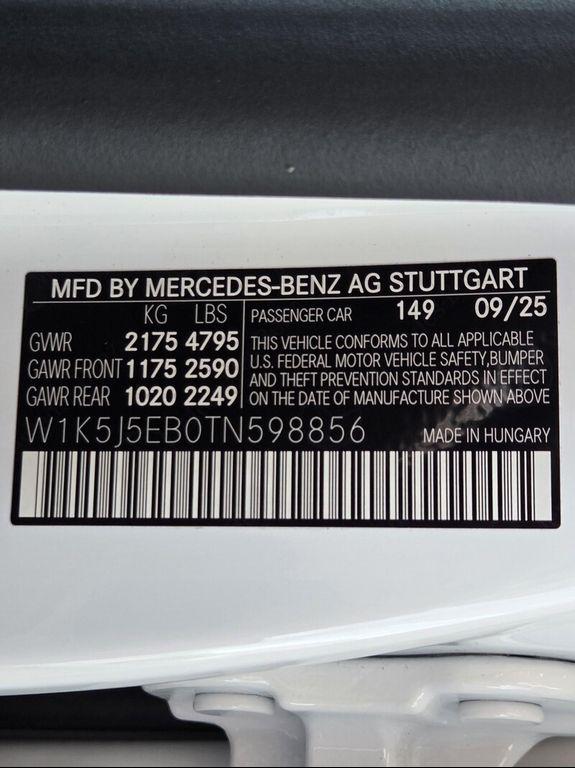 MFD BY MERCEDES-BENZ AG STUTTGART
KG LBS
GVWR 2175 4795
GAWR FRONT 1175 2590
GAWR REAR 1020 2249
PASSENGER CAR 149 09/25
THIS VEHICLE CONFORMS TO ALL APPLICABLE
U.S. FEDERAL MOTOR VEHICLE SAFETY,BUMPER
AND THEFT PREVENTION STANDARDS IN EFFECT
ON THE DATE OF MANUFACTURE SHOWN ABOVE
W1K5J5EB0TN598856 MADE IN HUNGARY